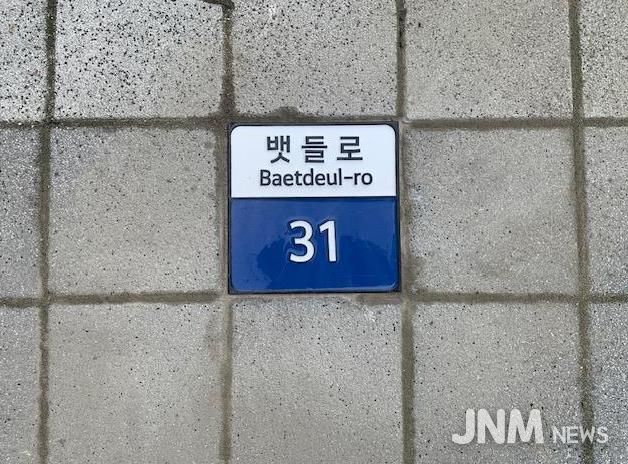 뱃들로
Baetdeul-ro
31
JNM NEWS